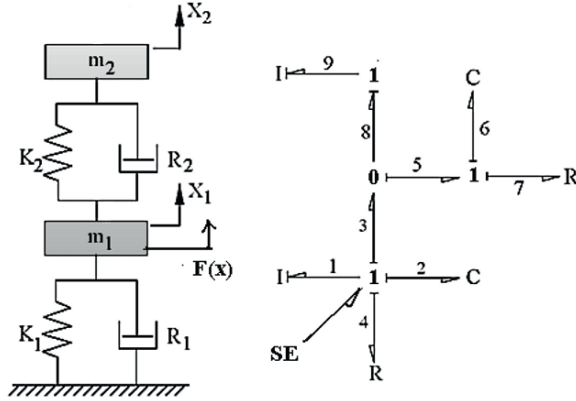 X₂
m₂
K₂
R₂
X₁
m₁
F(x)
K₁
R₁
I 9 1 C
8 6
0 5 1 7 R
3
I 1 1 2 C
4
SE
R